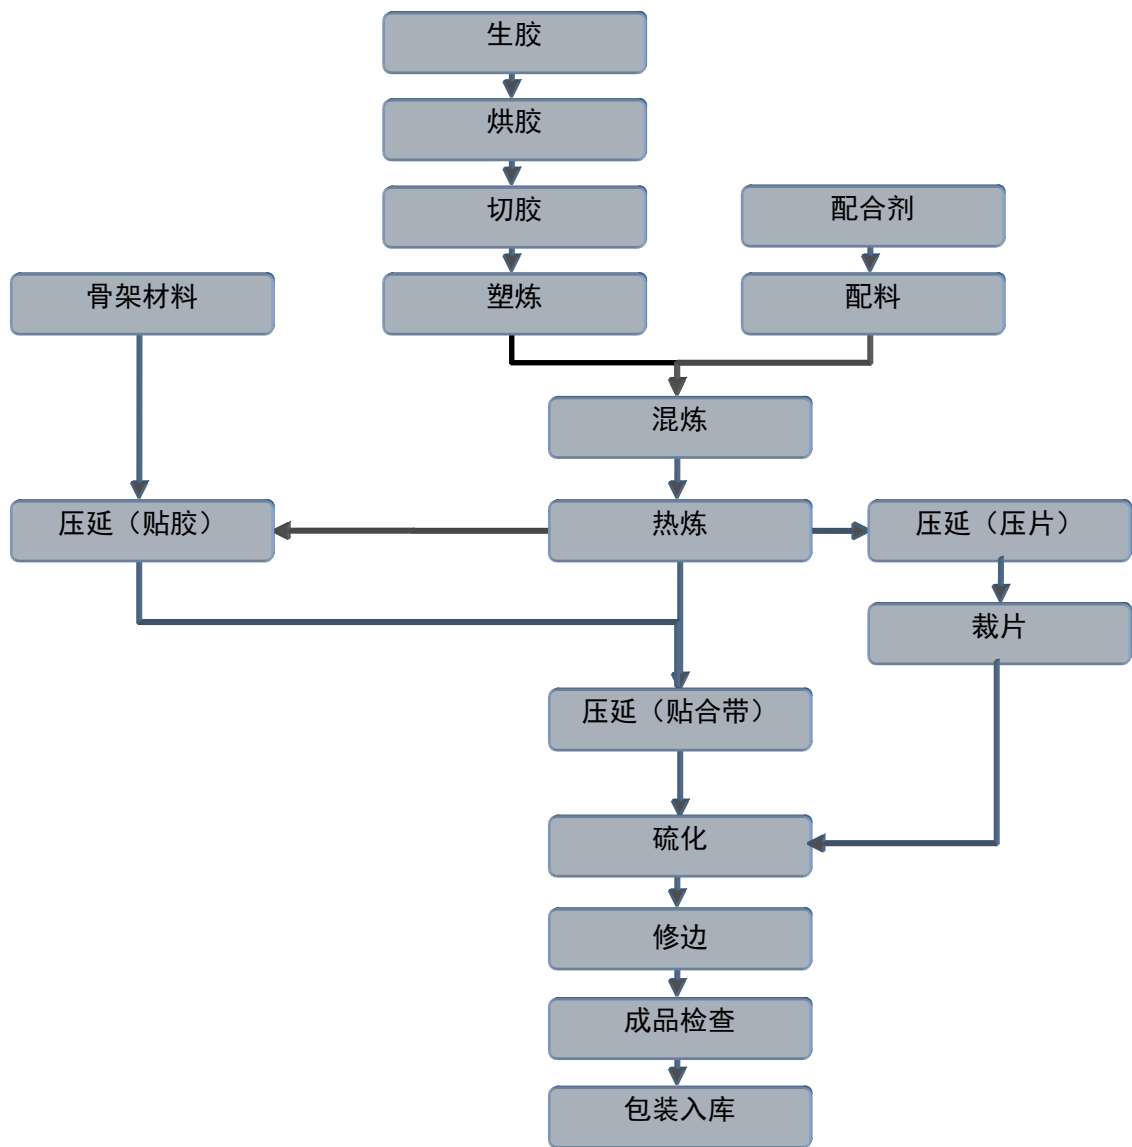 生胶
烘胶
切胶
配合剂
骨架材料
塑炼
配料
混炼
压延（贴胶）
热炼
压延（压片）
裁片
压延（贴合带）
硫化
修边
成品检查
包装入库